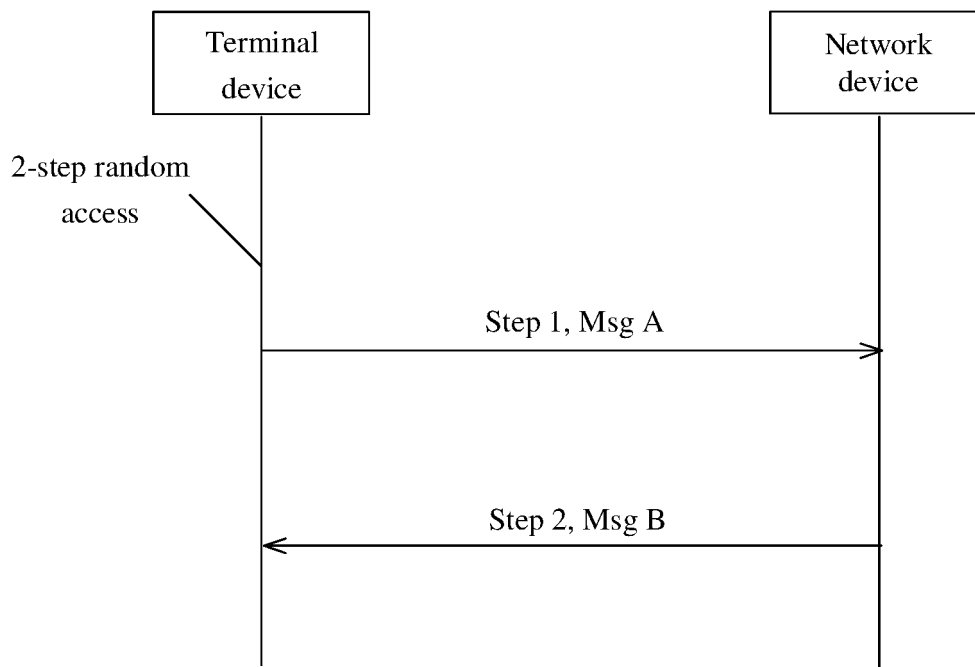 Terminal
device
Network
device
2-step random
access
Step 1, Msg A
Step 2, Msg B